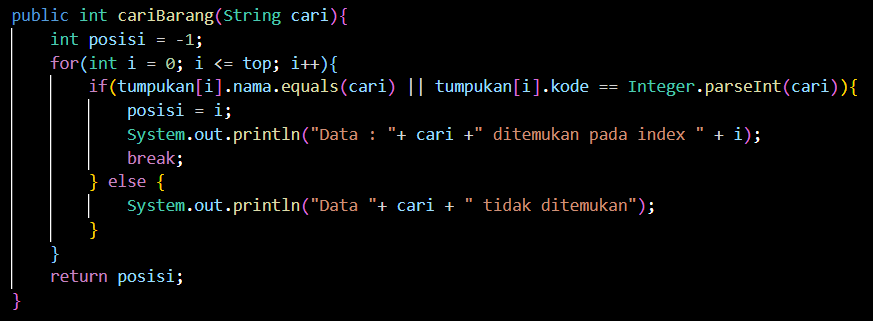 public int cariBarang(String cari){
int posisi = -1;
for(int i = 0; i <= top; i++){
if(tumpukan[i].nama.equals(cari) || tumpukan[i].kode == Integer.parseInt(cari)){
posisi = i;
System.out.println("Data : "+ cari +" ditemukan pada index " + i);
break;
} else {
System.out.println("Data "+ cari + " tidak ditemukan");
}
}
return posisi;
}